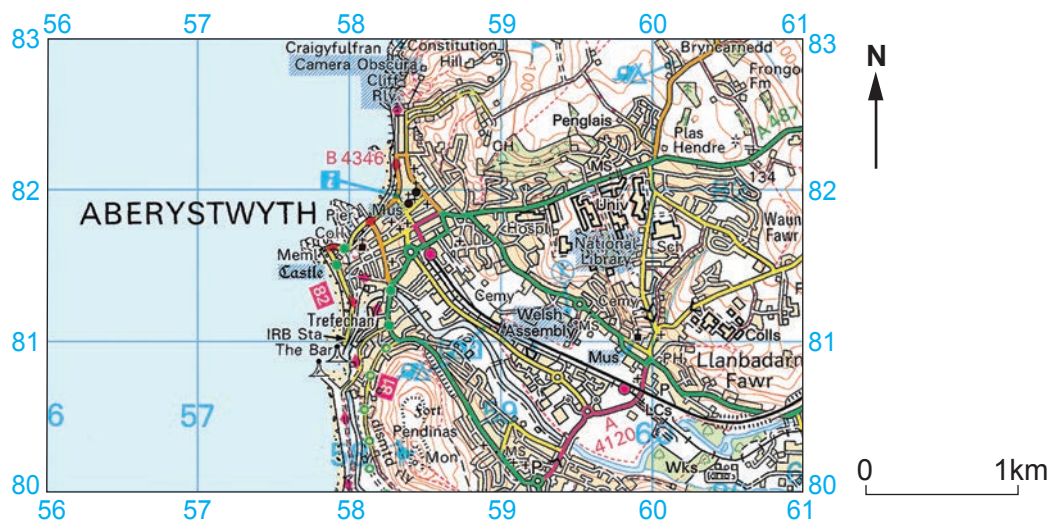 56 57 58 59 60 61
83 83
Craigyfulfran
Constitution
Hill
Camera Obscura
Cliff
Rly
Bryncarnedd
Frongo
Fm
100
N
Penglais
Plas
Hendre
A 487
CH
MS
B 4346
134
82 82
ABERYSTWYTH
Pier
Mus
Univ
Waun
Fawr
Coll
Hospl
National
Library
Sch
Meml
Castle
82
Cemy
Cemy
Trefechan
Welsh
Assembly
MS
Colls
IRB Sta
81 81
The Bar
Mus
PH
Llanbadarn
Fawr
Fort
Pendinas
Mon
dismtd
57
59
P
LCs
A
4120
MS
P
Wks
0 1km
80 80
56 57 58 59 60 61